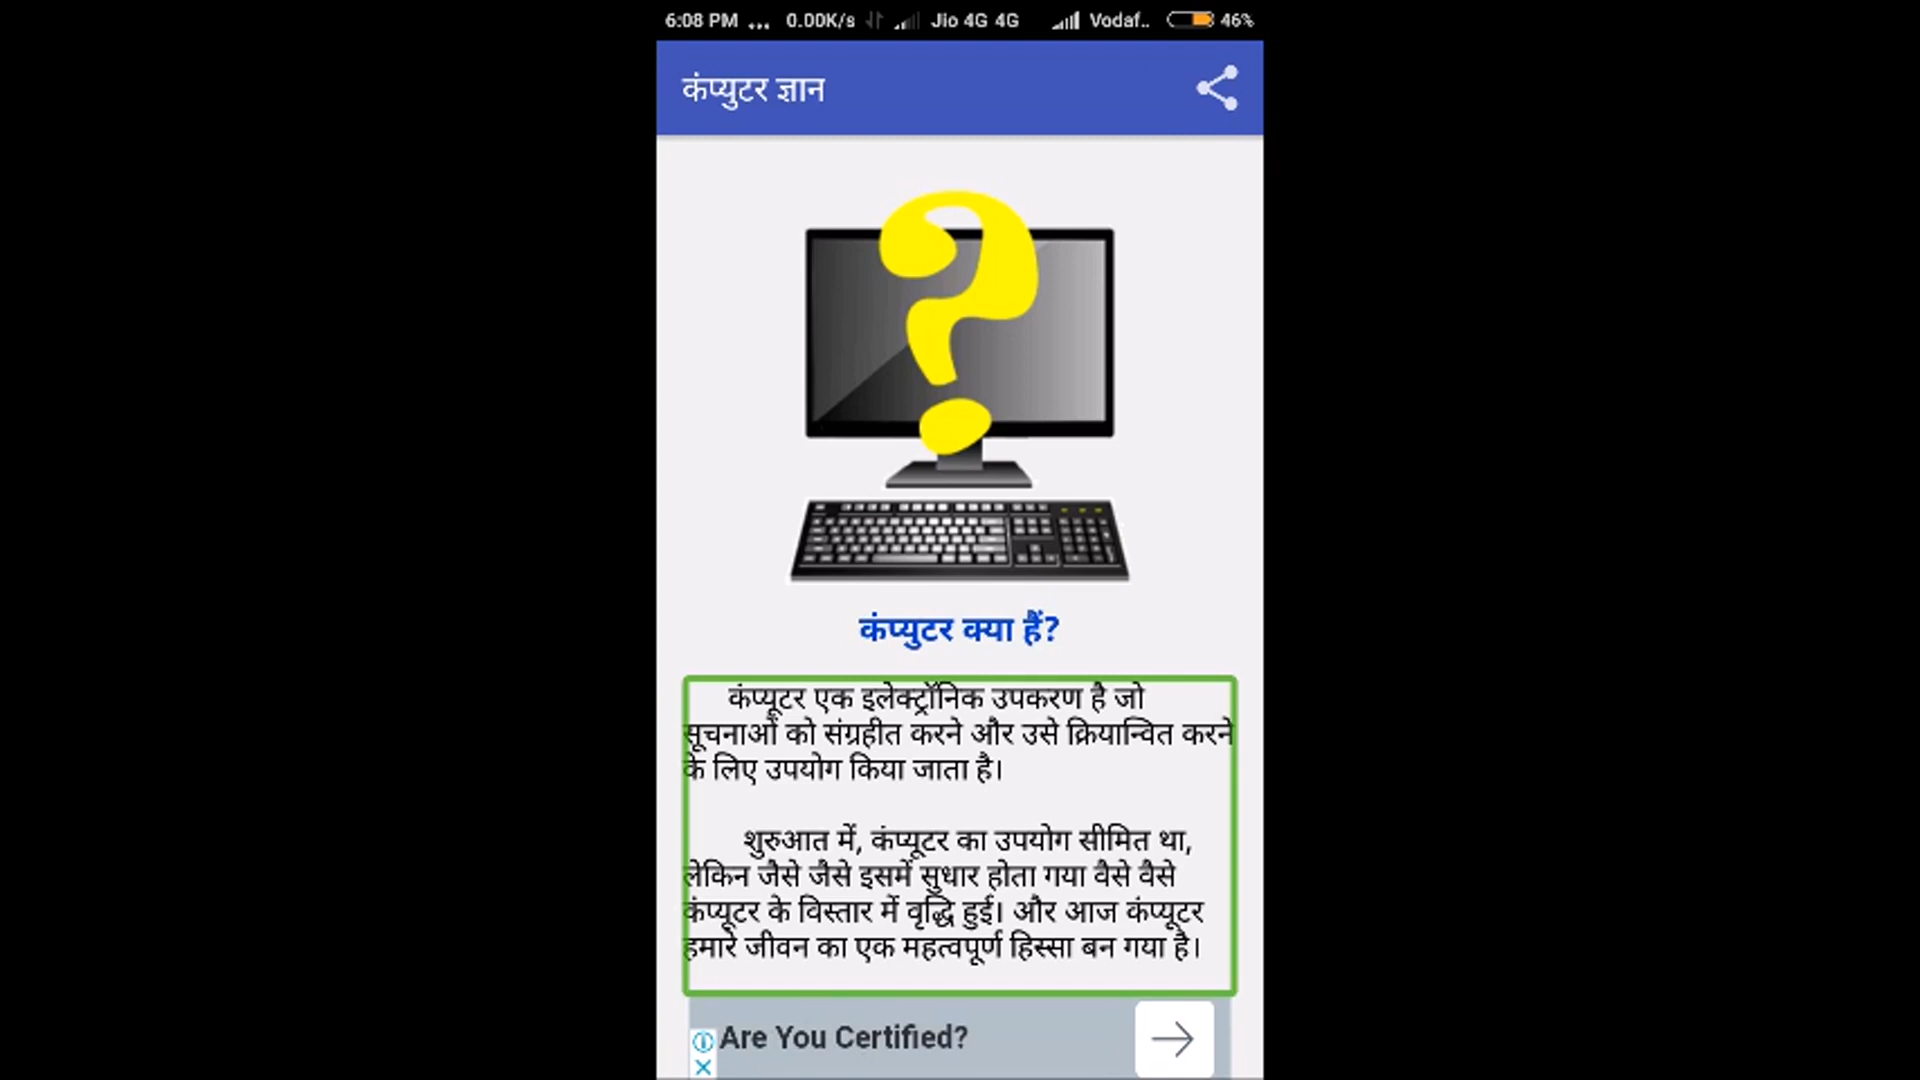 6:08 PM ... 0.00K/s Jio 4G 4G Vodaf.. 46%
कंप्युटर ज्ञान
कंप्युटर क्या हैं?
कंप्यूटर एक इलेक्ट्रॉनिक उपकरण है जो
सूचनाओं को संग्रहीत करने और उसे क्रियान्वित करने
के लिए उपयोग किया जाता है।
शुरुआत में, कंप्यूटर का उपयोग सीमित था,
लेकिन जैसे जैसे इसमें सुधार होता गया वैसे वैसे
कंप्यूटर के विस्तार में वृद्धि हुई। और आज कंप्यूटर
हमारे जीवन का एक महत्वपूर्ण हिस्सा बन गया है।
Are You Certified?